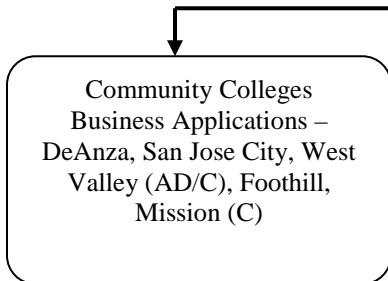 Community Colleges
Business Applications –
DeAnza, San Jose City, West
Valley (AD/C), Foothill,
Mission (C)